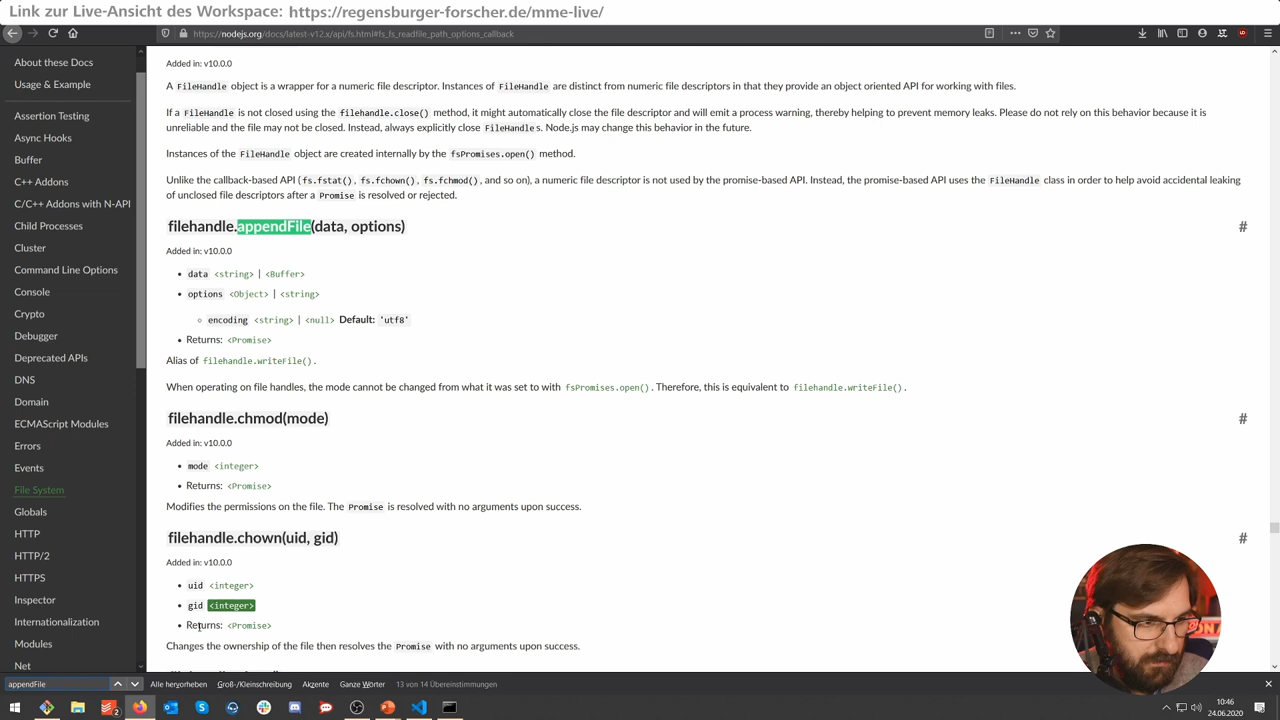 Link zur Live-Ansicht des Workspace: https://regensburger-forscher.de/mme-live/
https://nodejs.org/docs/latest-v12.x/api/fs.html#fs_fs_readfile_path_options_callback
About these Docs
Usage & Example
Assertion Testing
Async Hooks
Buffer
C++ Addons
C/C++ Addons with N-API
Child Processes
Cluster
Command Line Options
Console
Crypto
Debugger
Deprecated APIs
DNS
Domain
ECMAScript Modules
Errors
Events
File System
Globals
HTTP
HTTP/2
HTTPS
Inspector
Internationalization
Modules
Net
Added in: v10.0.0
A FileHandle object is a wrapper for a numeric file descriptor. Instances of FileHandle are distinct from numeric file descriptors in that they provide an object oriented API for working with files.
If a FileHandle is not closed using the filehandle.close() method, it might automatically close the file descriptor and will emit a process warning, thereby helping to prevent memory leaks. Please do not rely on this behavior because it is
unreliable and the file may not be closed. Instead, always explicitly close FileHandles. Node.js may change this behavior in the future.
Instances of the FileHandle object are created internally by the fsPromises.open() method.
Unlike the callback-based API (fs.fstat(), fs.fchown(), fs.fchmod(), and so on), a numeric file descriptor is not used by the promise-based API. Instead, the promise-based API uses the FileHandle class in order to help avoid accidental leaking
of unclosed file descriptors after a Promise is resolved or rejected.
filehandle.appendFile(data, options) #
Added in: v10.0.0
• data <string> | <Buffer>
• options <Object> | <string>
◦ encoding <string> | <null> Default: 'utf8'
• Returns: <Promise>
Alias of filehandle.writeFile().
When operating on file handles, the mode cannot be changed from what it was set to with fsPromises.open(). Therefore, this is equivalent to filehandle.writeFile().
filehandle.chmod(mode) #
Added in: v10.0.0
• mode <integer>
• Returns: <Promise>
Modifies the permissions on the file. The Promise is resolved with no arguments upon success.
filehandle.chown(uid, gid) #
Added in: v10.0.0
• uid <integer>
• gid <integer>
• Returns: <Promise>
Changes the ownership of the file then resolves the Promise with no arguments upon success.
appendFile Alle hervorheben Groß-/Kleinschreibung Akzente Ganze Wörter 13 von 14 Übereinstimmungen
10:46
24.06.2020